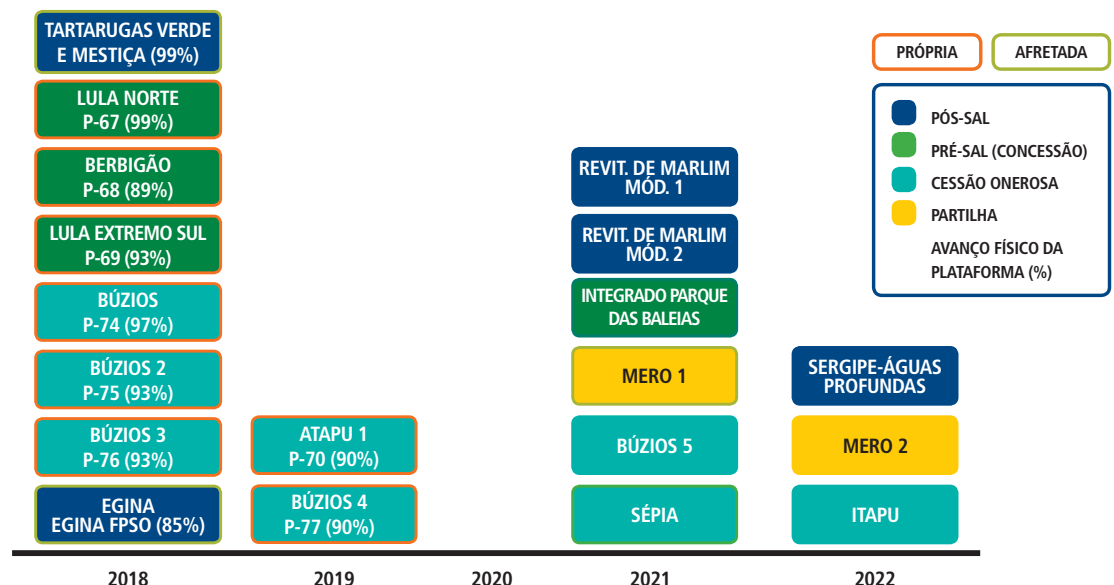 TARTARUGAS VERDE
E MESTIÇA (99%)
LULA NORTE
P-67 (99%)
BERBIGÃO
P-68 (89%)
LULA EXTREMO SUL
P-69 (93%)
BÚZIOS
P-74 (97%)
BÚZIOS 2
P-75 (93%)
BÚZIOS 3
P-76 (93%)
EGINA
EGINA FPSO (85%)
ATAPU 1
P-70 (90%)
BÚZIOS 4
P-77 (90%)
REVIT. DE MARLIM
MÓD. 1
REVIT. DE MARLIM
MÓD. 2
INTEGRADO PARQUE
DAS BALEIAS
MERO 1
BÚZIOS 5
SÉPIA
SERGIPE-ÁGUAS
PROFUNDAS
MERO 2
ITAPU
PRÓPRIA
AFRETADA
PÓS-SAL
PRÉ-SAL (CONCESSÃO)
CESSÃO ONEROSA
PARTILHA
AVANÇO FÍSICO DA
PLATAFORMA (%)
2018
2019
2020
2021
2022